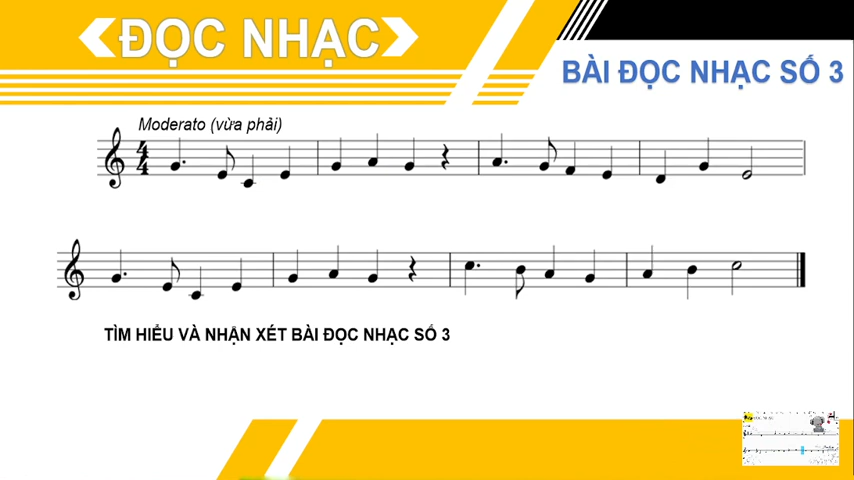 ĐỌC NHẠC
BÀI ĐỌC NHẠC SỐ 3
Moderato (vừa phải)
4
4
TÌM HIỂU VÀ NHẬN XÉT BÀI ĐỌC NHẠC SỐ 3